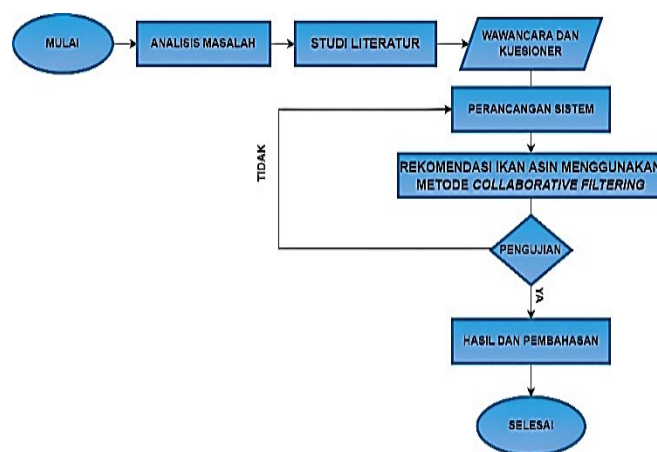 MULAI
ANALISIS MASALAH
STUDI LITERATUR
WAWANCARA DAN
KUESIONER
PERANCANGAN SISTEM
TIDAK
REKOMENDASI IKAN ASIN MENGGUNAKAN
METODE COLLABORATIVE FILTERING
PENGUJIAN
YA
HASIL DAN PEMBAHASAN
SELESAI